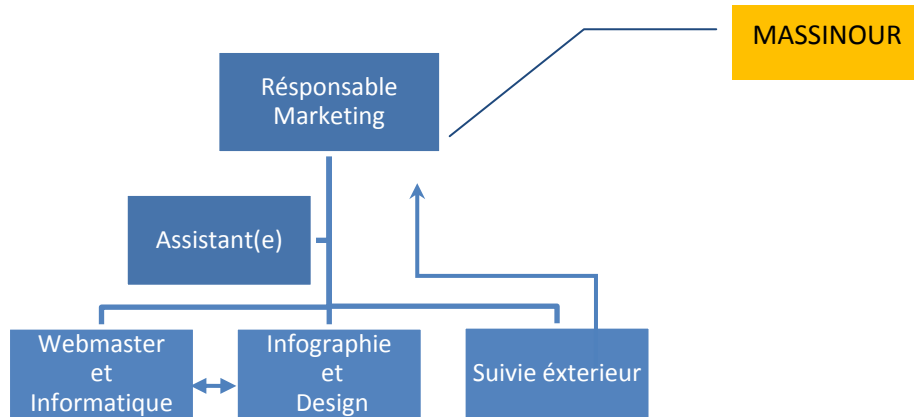 MASSINOUR
Résponsable
Marketing
Assistant(e)
Webmaster
et
Informatique
Infographie
et
Design
Suivie éxterieur